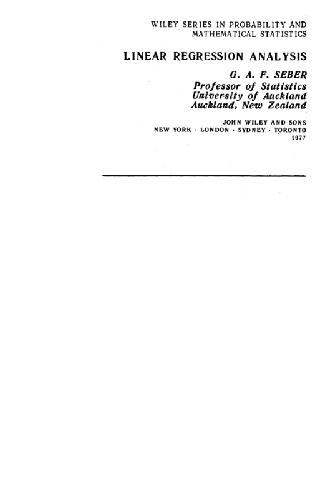 WILEY SERIES IN PROBABILITY AND
MATHEMATICAL STATISTICS
LINEAR REGRESSION ANALYSIS
G. A. F. SEBER
Professor of Statistics
University of Auckland
Auckland, New Zealand
JOHN WILEY AND SONS
NEW YORK · LONDON · SYDNEY · TORONTO
1977